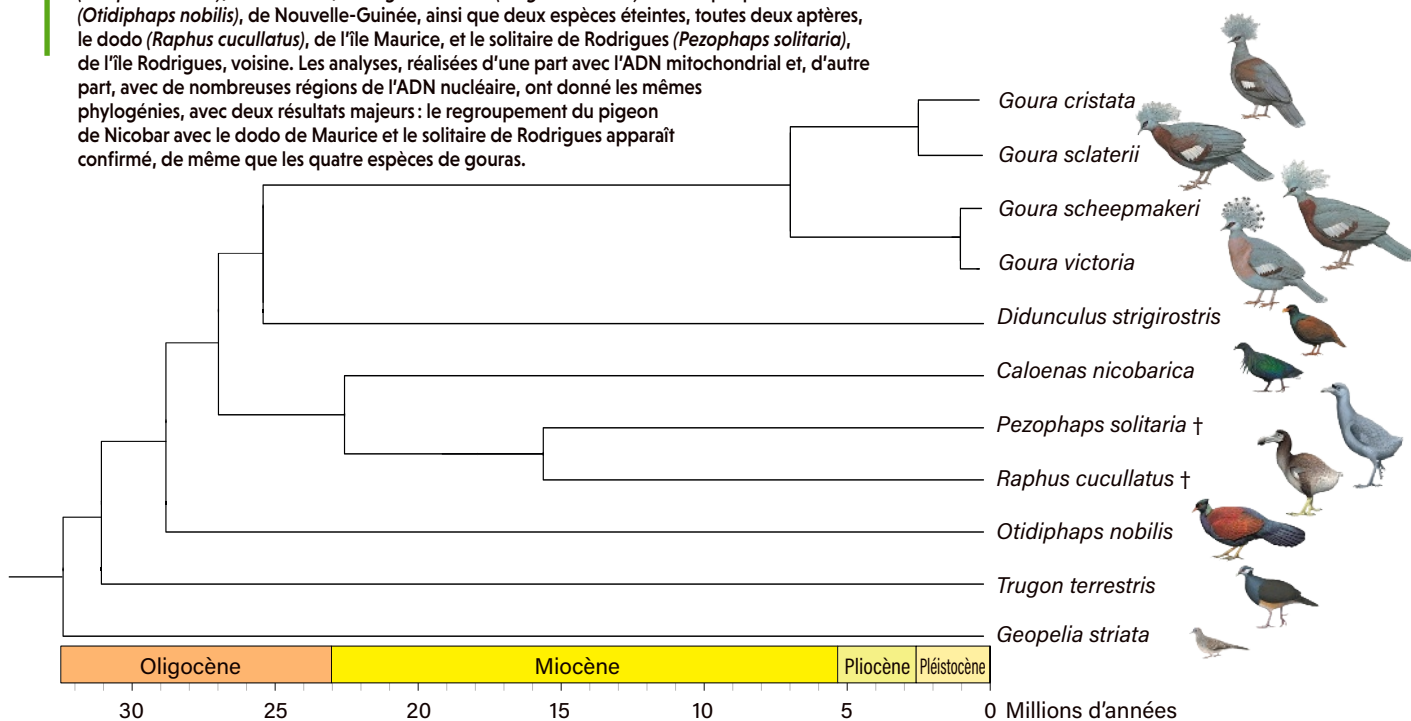 (Otidiphaps nobilis), de Nouvelle-Guinée, ainsi que deux espèces éteintes, toutes deux aptères,
le dodo (Raphus cucullatus), de l'île Maurice, et le solitaire de Rodrigues (Pezophaps solitaria),
de l'île Rodrigues, voisine. Les analyses, réalisées d'une part avec l'ADN mitochondrial et, d'autre
part, avec de nombreuses régions de l'ADN nucléaire, ont donné les mêmes
phylogénies, avec deux résultats majeurs : le regroupement du pigeon
de Nicobar avec le dodo de Maurice et le solitaire de Rodrigues apparaît
confirmé, de même que les quatre espèces de gouras.
Goura cristata
Goura sclaterii
Goura scheepmakeri
Goura victoria
Didunculus strigirostris
Caloenas nicobarica
Pezophaps solitaria †
Raphus cucullatus †
Otidiphaps nobilis
Trugon terrestris
Geopelia striata
Oligocène Miocène Pliocène Pléistocène
30 25 20 15 10 5 0 Millions d'années